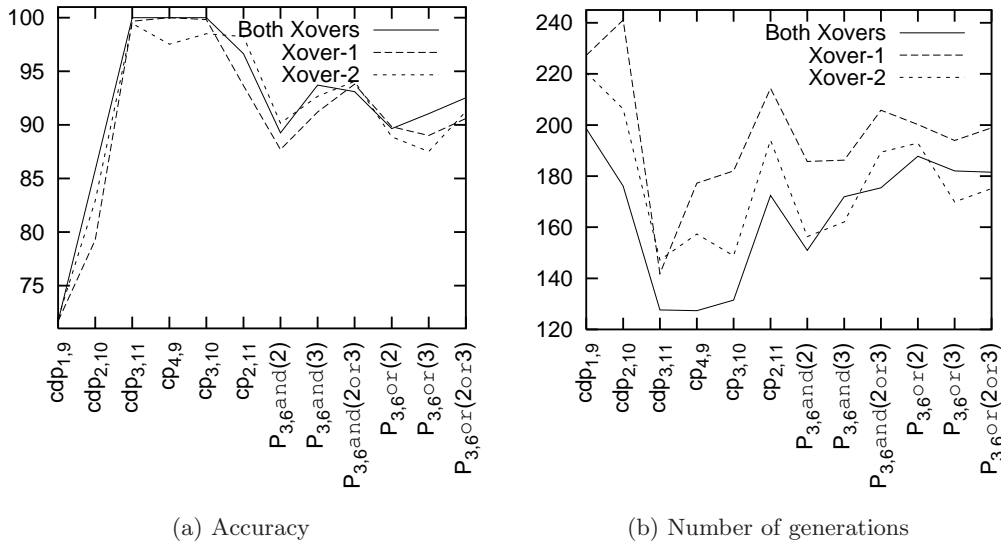 100
95
90
85
80
75
Both Xovers
Xover-1
Xover-2
cdp1,9
cdp2,10
cdp3,11
cp4,9
cp3,10
cp2,11
P3,6and(2)
P3,6and(3)
P3,6and(2or3)
P3,6or(2)
P3,6or(3)
P3,6or(2or3)
(a) Accuracy
240
220
200
180
160
140
120
Both Xovers
Xover-1
Xover-2
cdp1,9
cdp2,10
cdp3,11
cp4,9
cp3,10
cp2,11
P3,6and(2)
P3,6and(3)
P3,6and(2or3)
P3,6or(2)
P3,6or(3)
P3,6or(2or3)
(b) Number of generations